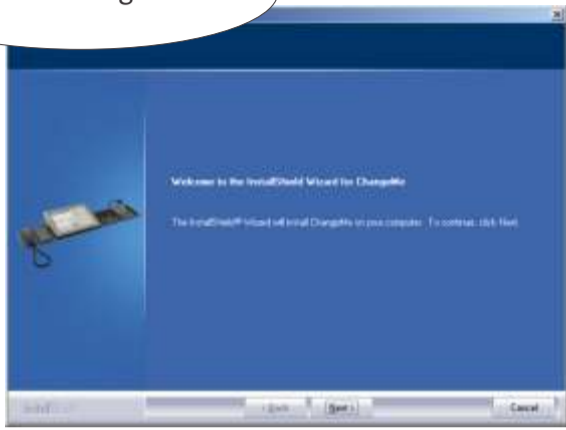 Welcome to the InstallShield Wizard for ChangeMe
The InstallShield® Wizard will install ChangeMe on your computer. To continue, click Next.
< Back
Next >
Cancel